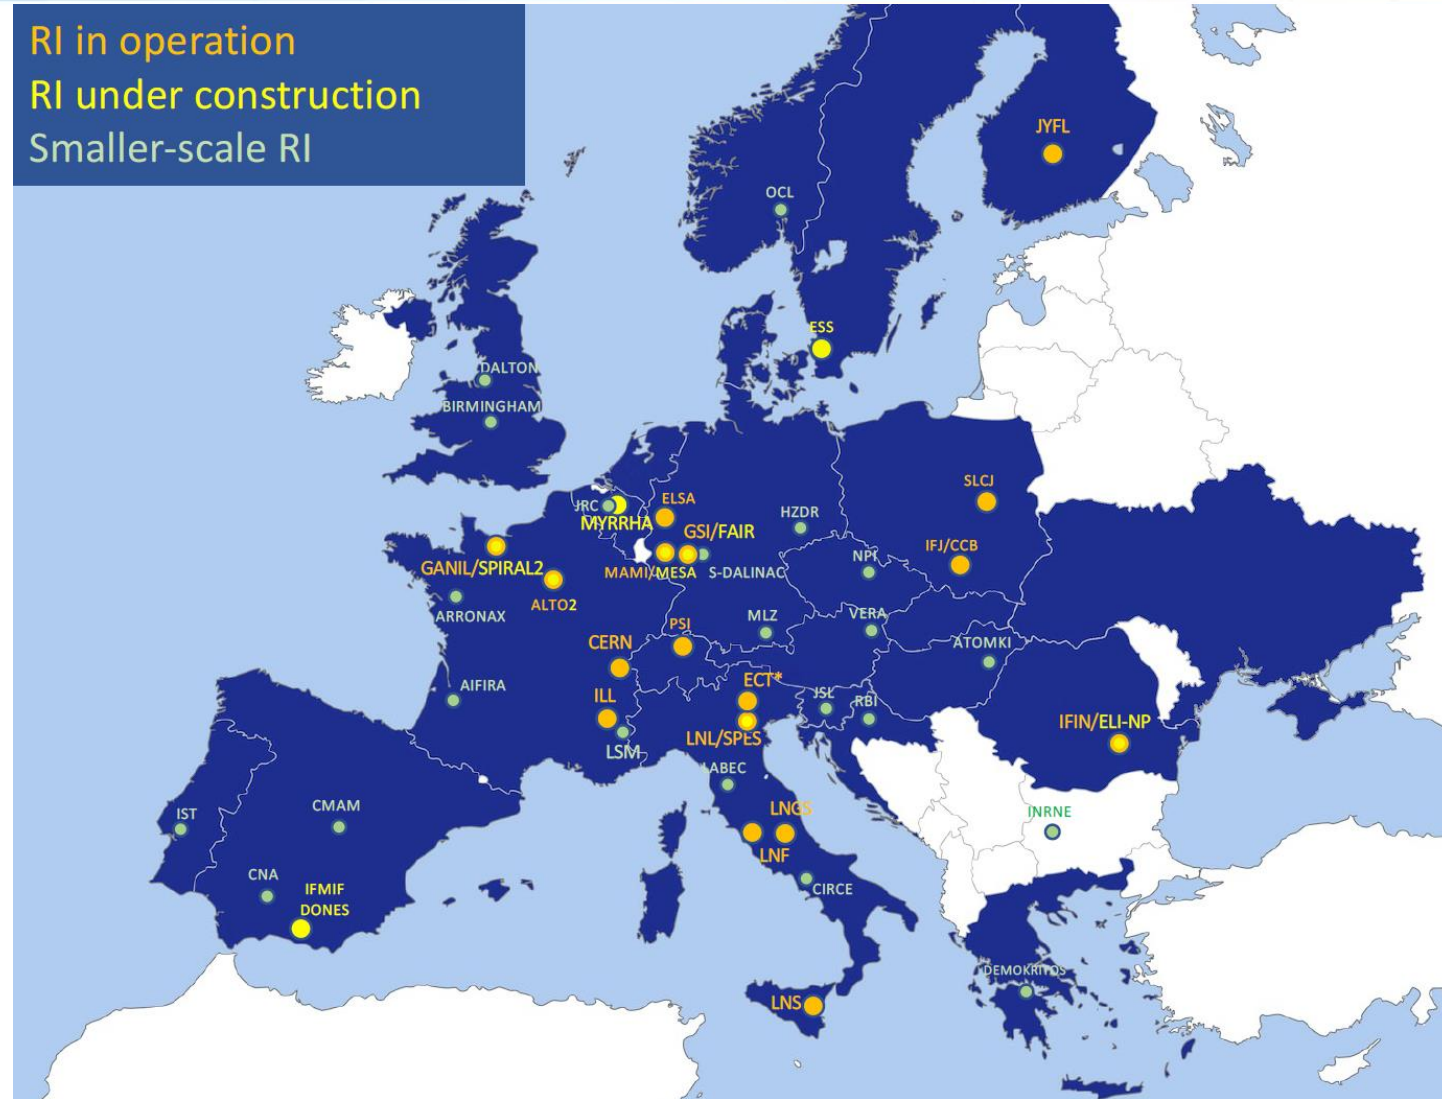 RI in operation
RI under construction
Smaller-scale RI
JYFL
OCL
ESS
DALTON
BIRMINGHAM
SLCJ
ELSA
JRC
MYRRHA
HZDR
GSI/FAIR
IFJ/CCB
NPI
GANIL/SPIRAL2
MAMI/MESA
S-DALINAC
ALTO2
ARRONAX
MLZ
VERA
PSI
CERN
ATOMKI
ECT*
AIFIRA
ILL
JSL
RBI
IFIN/ELI-NP
LNL/SPES
LSM
LABEC
CMAM
LNGS
IST
INRNE
LNF
CNA
IFMIF
DONES
CIRCE
DEMOKRITOS
LNS